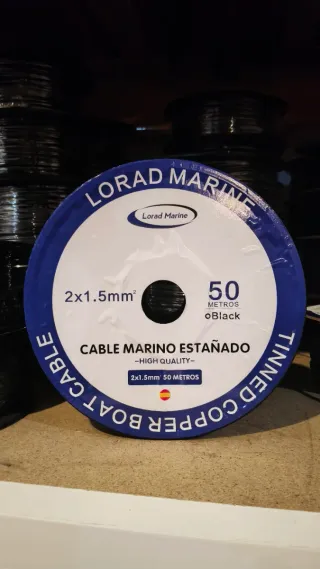 LORAD MARINE
Lorad Marine
2x1.5mm²
50
METROS
Black
CABLE MARINO ESTAÑADO
-HIGH QUALITY-
2x1.5mm² 50 METROS
TINNED COPPER BOAT CABLE